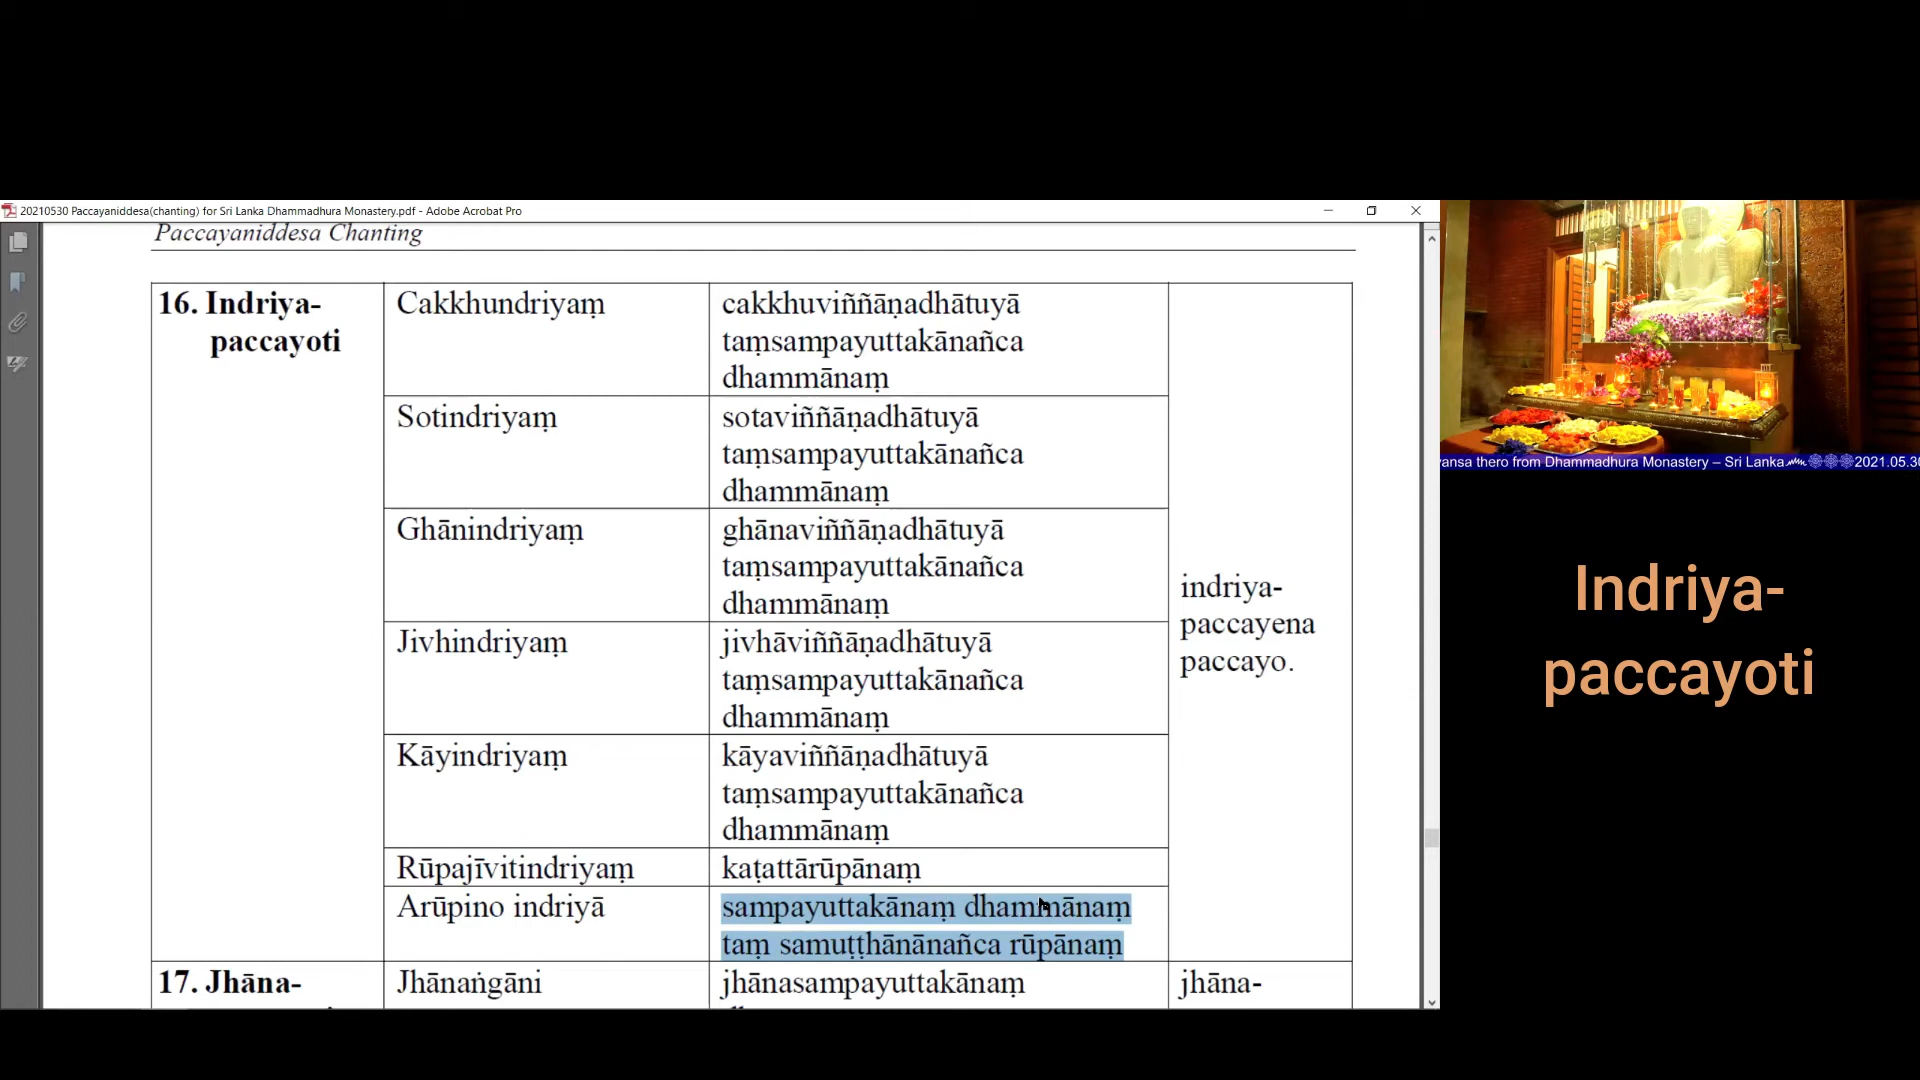 20210530 Paccayaniddesa(chanting) for Sri Lanka Dhammadhura Monastery.pdf - Adobe Acrobat Pro
Paccayaniddesa Chanting
16. Indriya-
paccayoti
Cakkhundriyaṃ
cakkhuviññāṇadhātuyā
taṃsampayuttakānañca
dhammānaṃ
Sotindriyaṃ
sotaviññāṇadhātuyā
taṃsampayuttakānañca
dhammānaṃ
Ghānindriyaṃ
ghānaviññāṇadhātuyā
taṃsampayuttakānañca
dhammānaṃ
Jivhindriyaṃ
jivhāviññāṇadhātuyā
taṃsampayuttakānañca
dhammānaṃ
Kāyindriyaṃ
kāyaviññāṇadhātuyā
taṃsampayuttakānañca
dhammānaṃ
Rūpajīvitindriyaṃ
kaṭattārūpānaṃ
Arūpino indriyā
sampayuttakānaṃ dhammānaṃ
taṃ samuṭṭhānānañca rūpānaṃ
indriya-
paccayena
paccayo.
17. Jhāna-
Jhānaṅgāni
jhānasampayuttakānaṃ
jhāna-
vansa thero from Dhammadhura Monastery – Sri Lanka 2021.05.30
Indriya-
paccayoti